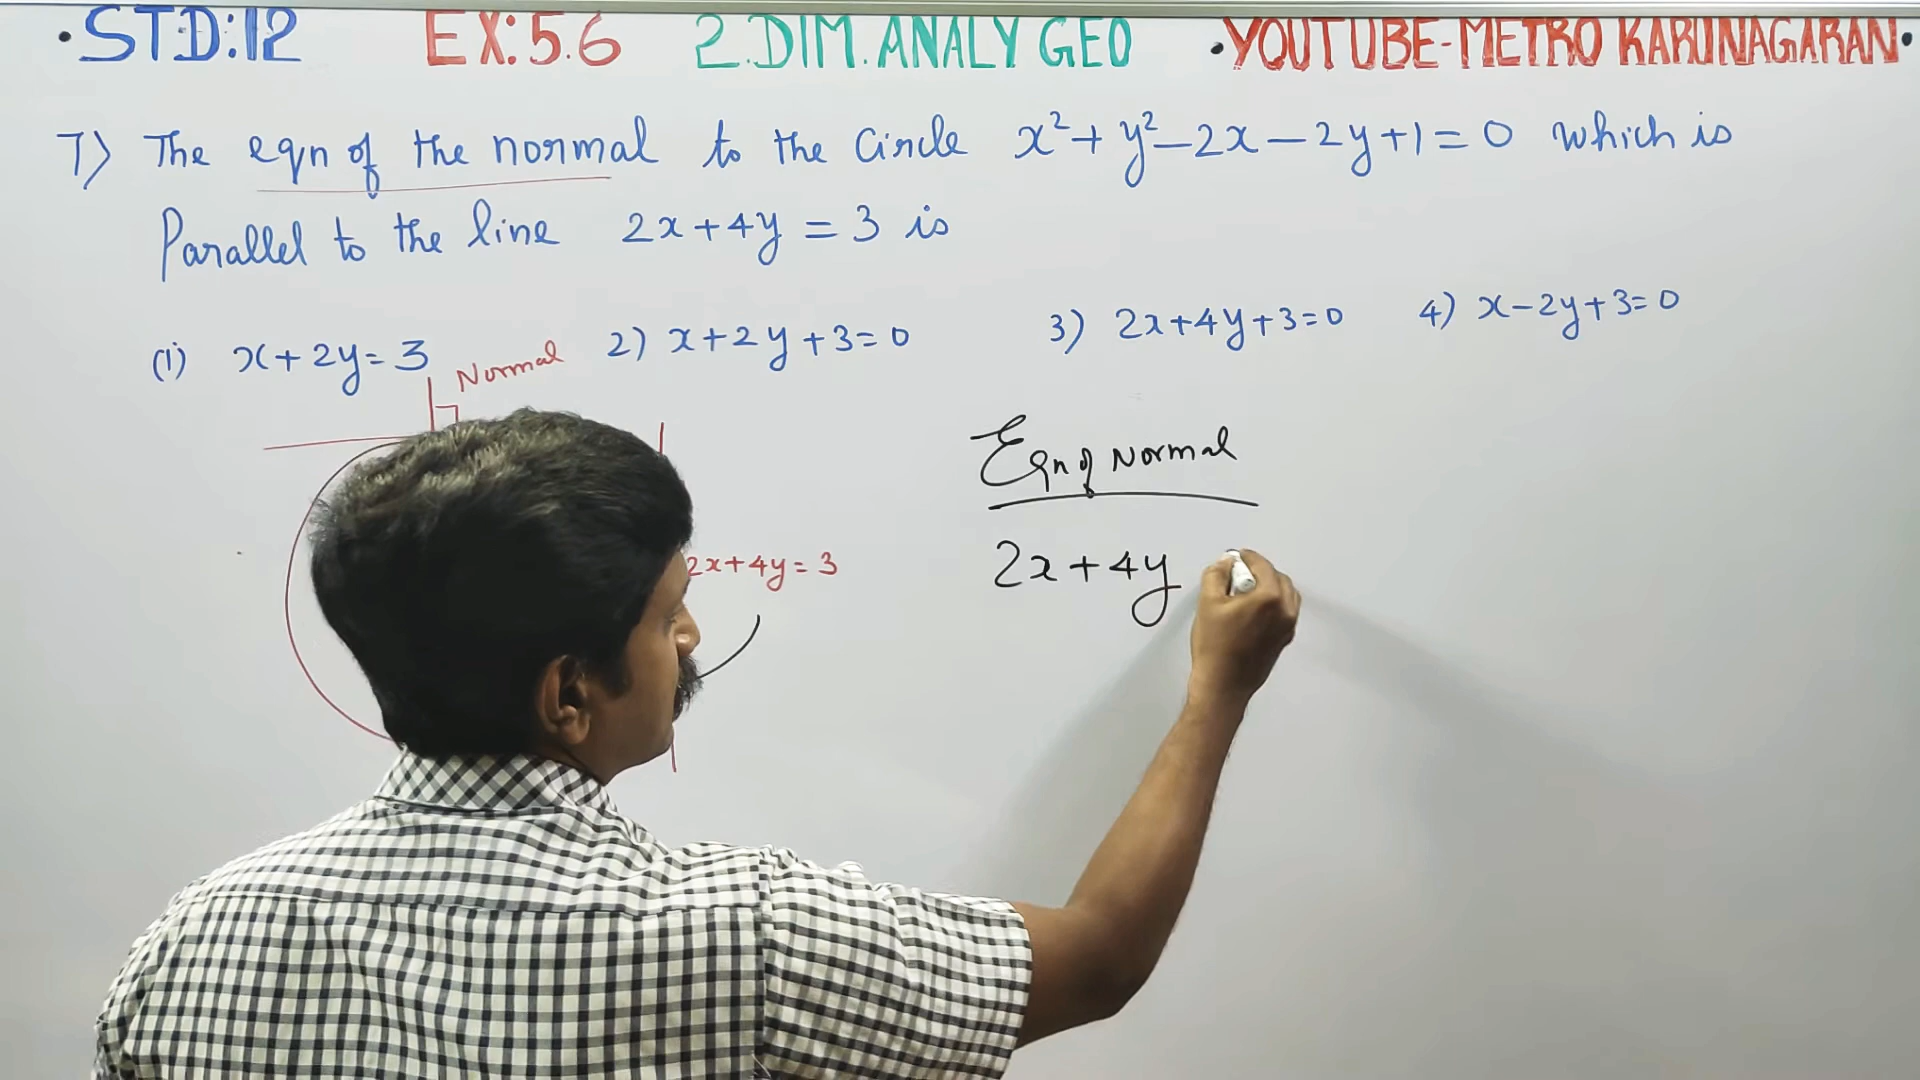 •STD:12 EX:5.6 2.DIM.ANALY GEO •YOUTUBE-METRO KARUNAGARAN•
7) The eqn of the normal to the Circle x²+y²-2x-2y+1=0 which is
Parallel to the line 2x+4y=3 is
(1) x+2y=3 2) x+2y+3=0 3) 2x+4y+3=0 4) x-2y+3=0
Normal
Eqn of Normal
2x+4y=3
2x+4y